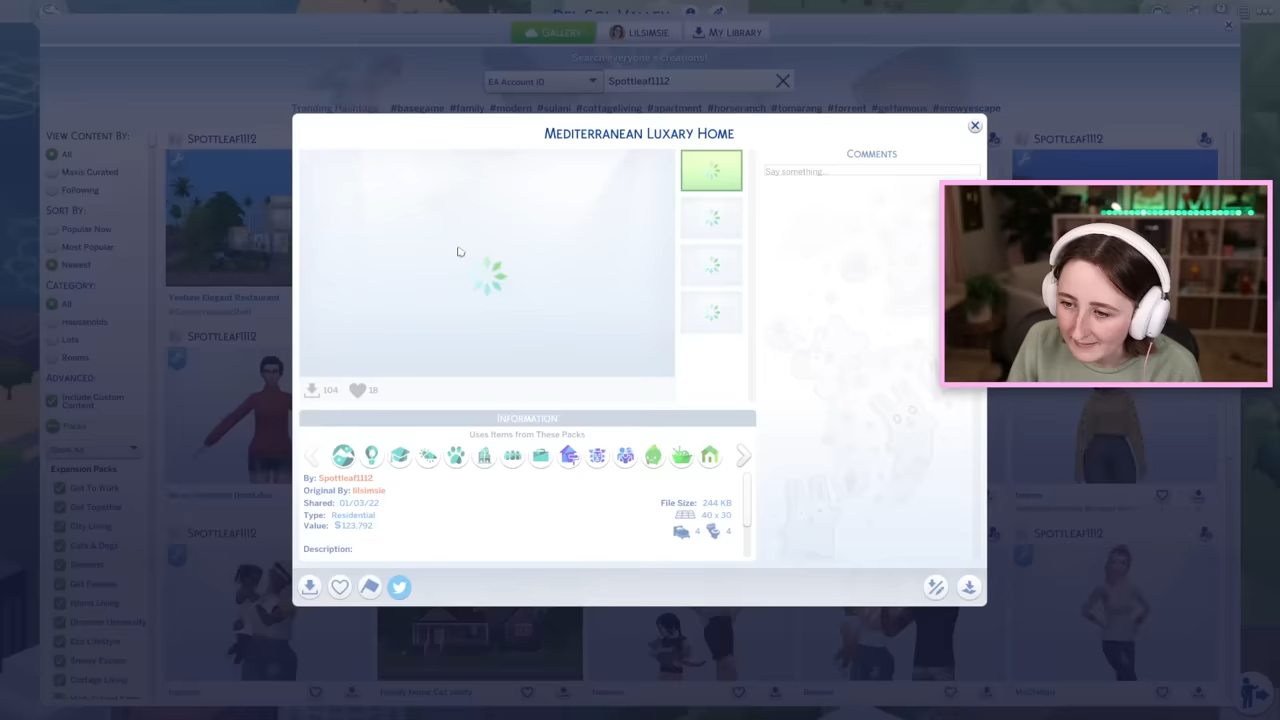 Gallery
lilsimsie
My Library
Search everyone's creations!
EA Account ID
Spottleaf1112
Trending Hashtags #basegame #family #modern #sulani #cottageliving #apartment #horseranch #tomarang #forrent #getfamous #snowyescape
View Content By:
All
Maxis Curated
Following
Sort By:
Popular Now
Most Popular
Newest
Category:
All
Households
Lots
Rooms
Advanced:
Include Custom
Content
Packs
Expansion Packs
Get To Work
Get Together
City Living
Cats & Dogs
Seasons
Get Famous
Island Living
Discover University
Eco Lifestyle
Snowy Escape
Cottage Living
Spottleaf1112
Spottleaf1112
Spottleaf1112
Spottleaf1112
Spottleaf1112
Mediterranean Luxary Home
Comments
Say something...
104
18
Information
Uses Items from These Packs
By: Spottleaf1112
Original By: lilsimsie
Shared: 01/03/22
Type: Residential
Value: §123,792
File Size: 244 KB
40 x 30
4
4
Description: